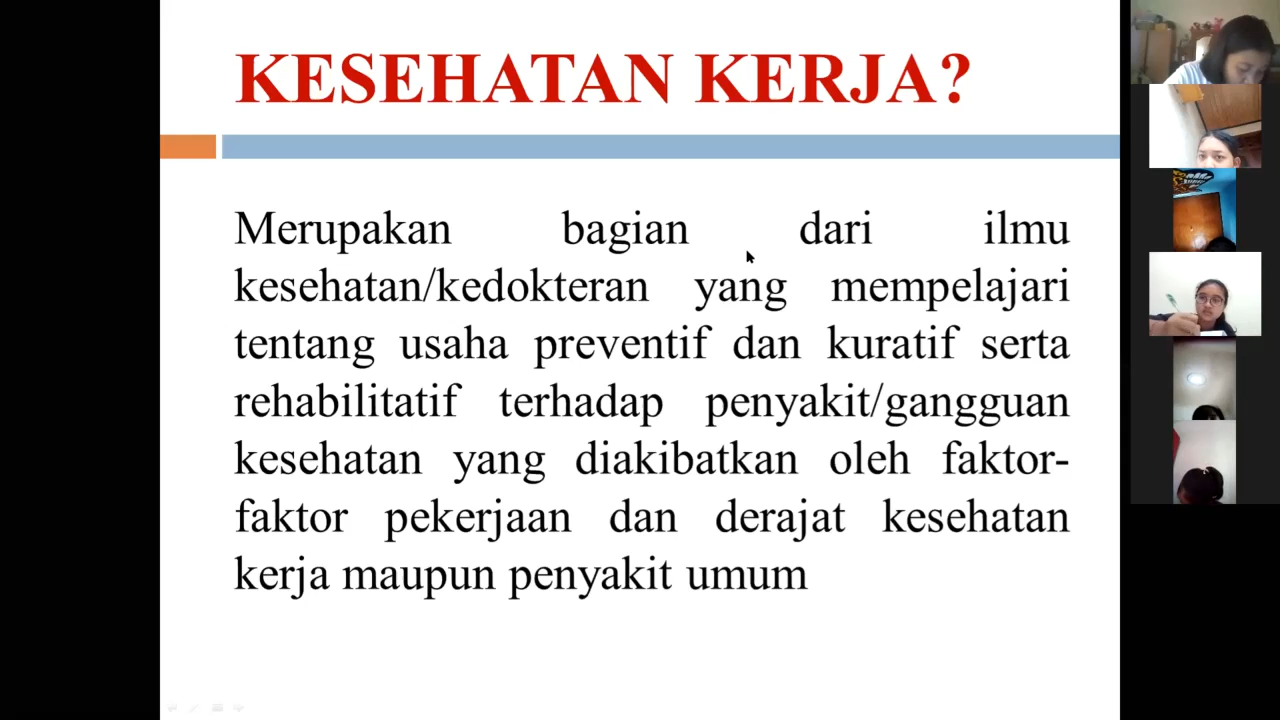 KESEHATAN KERJA?
Merupakan bagian dari ilmu
kesehatan/kedokteran yang mempelajari
tentang usaha preventif dan kuratif serta
rehabilitatif terhadap penyakit/gangguan
kesehatan yang diakibatkan oleh faktor-
faktor pekerjaan dan derajat kesehatan
kerja maupun penyakit umum